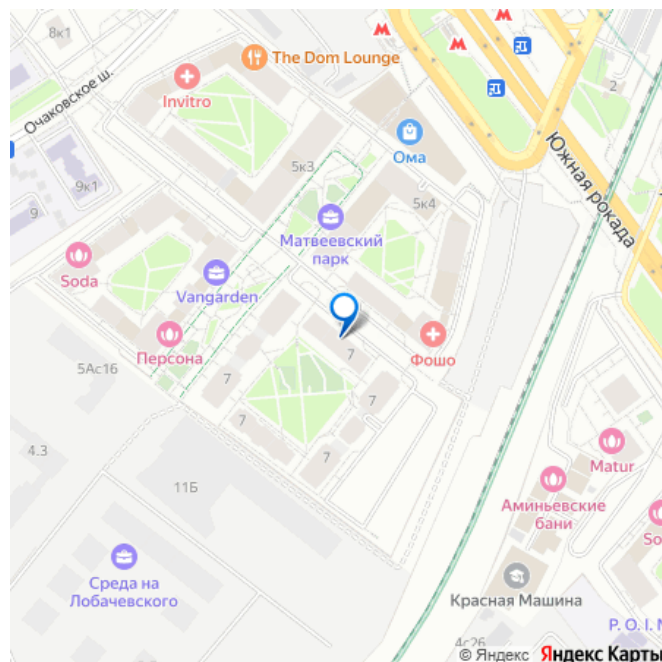 8к1
The Dom Lounge
2
Invitro
Очаковское ш.
Ома
Южная рокада
5к3
9к1
5к4
9
Матвеевский
парк
Soda
Vangarden
Персона
Фошо
7
5Ас16
7
7
7
4.3
7
Matur
11Б
Аминьевские
бани
So
Среда на
Лобачевского
Красная Машина
P. O. I. N
4с26
© Яндекс Яндекс Карты